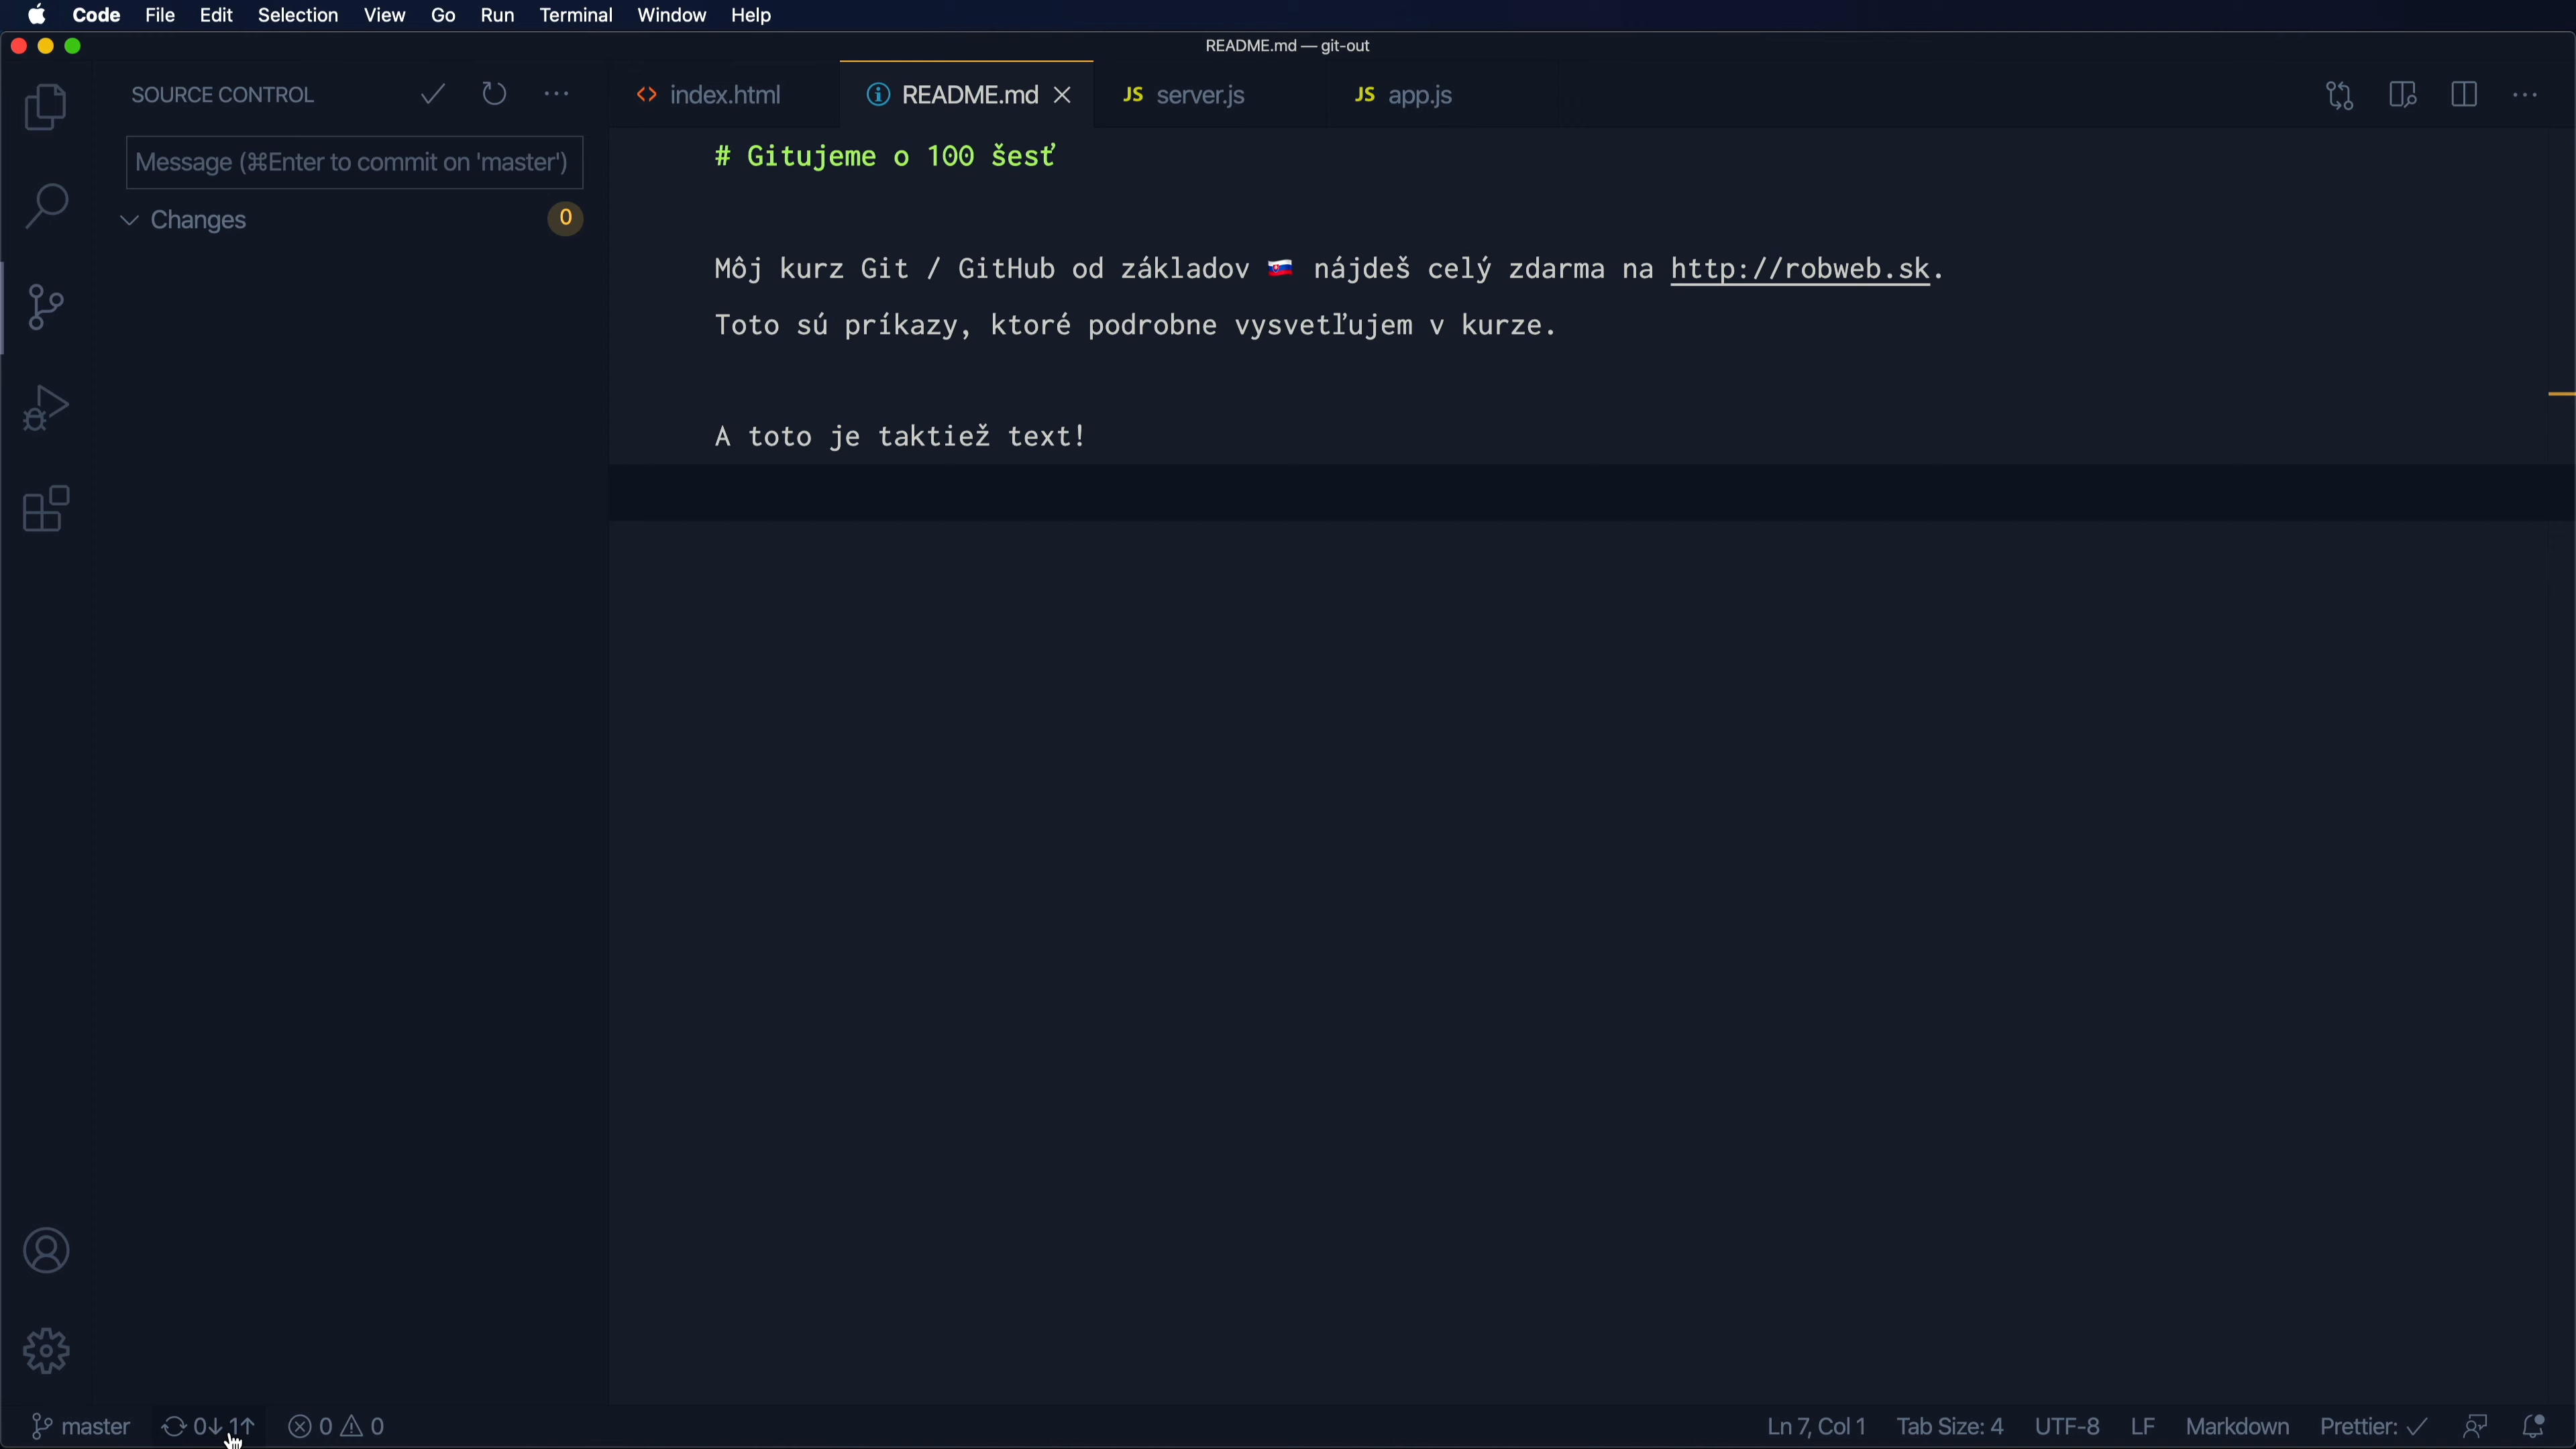 Code File Edit Selection View Go Run Terminal Window Help
README.md — git-out
SOURCE CONTROL
index.html
README.md
JS server.js
JS app.js
Message (⌘Enter to commit on 'master')
Changes 0
# Gitujeme o 100 šesť
Môj kurz Git / GitHub od základov 🇸🇰 nájdeš celý zdarma na http://robweb.sk.
Toto sú príkazy, ktoré podrobne vysvetľujem v kurze.
A toto je taktiež text!
master 0↓ 1↑ 0 0 Ln 7, Col 1 Tab Size: 4 UTF-8 LF Markdown Prettier: ✓